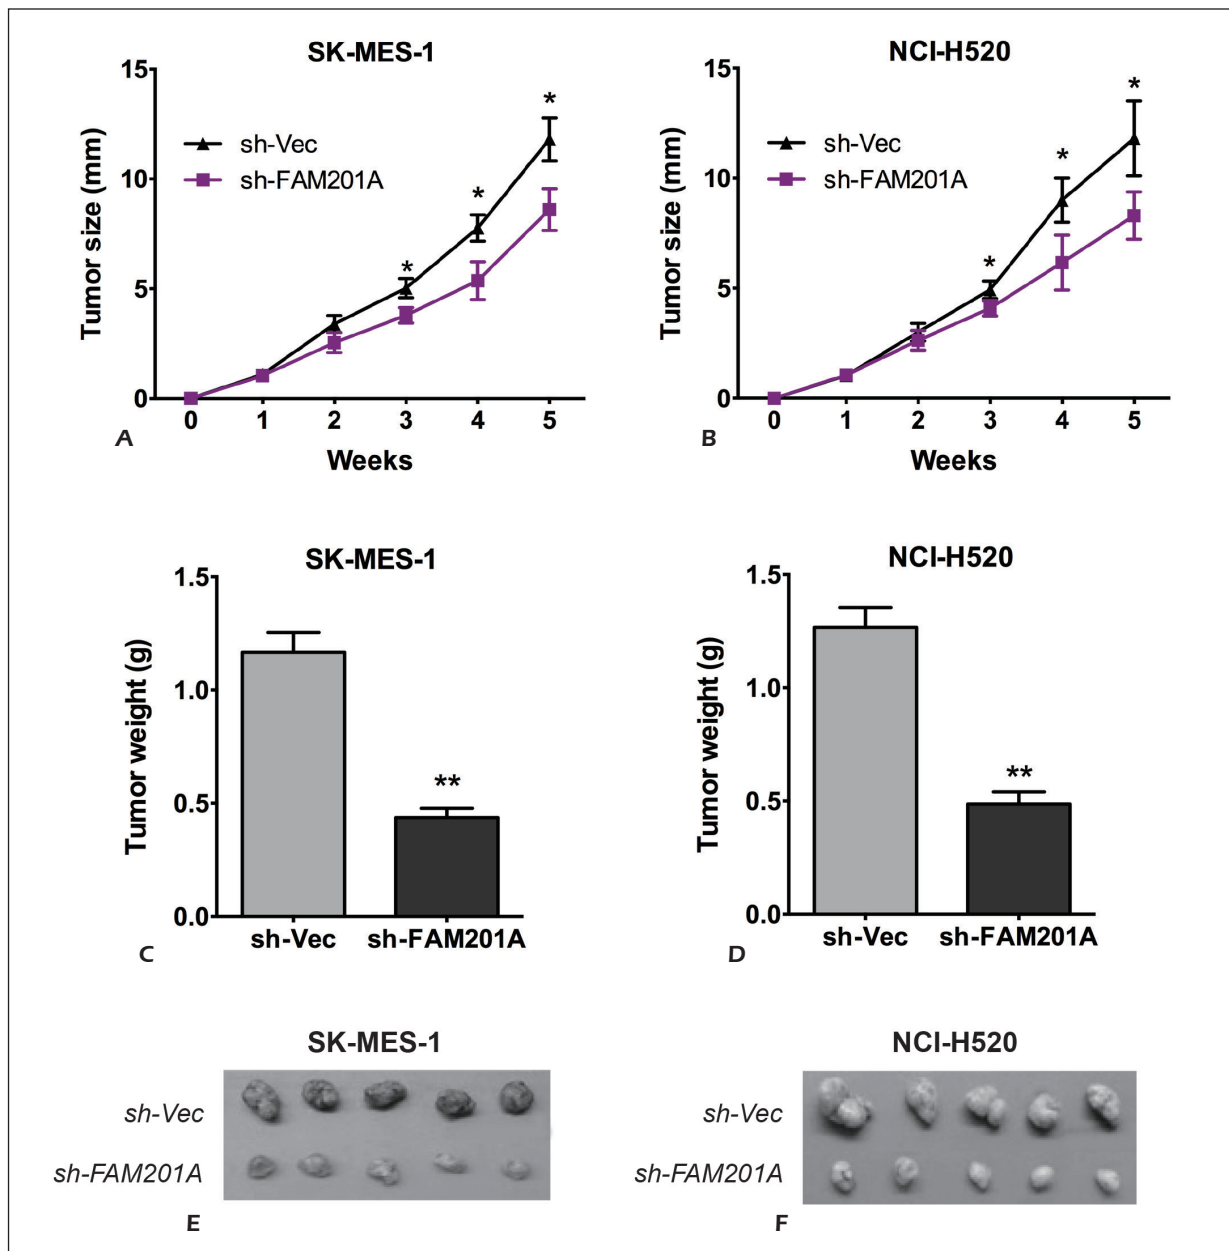 SK-MES-1
15
10
5
0
Tumor size (mm)
sh-Vec
sh-FAM201A
*
*
*
0 1 2 3 4 5
Weeks
A
NCI-H520
15
10
5
0
Tumor size (mm)
sh-Vec
sh-FAM201A
*
*
*
0 1 2 3 4 5
Weeks
B
SK-MES-1
1.5
1.0
0.5
0.0
Tumor weight (g)
**
sh-Vec sh-FAM201A
C
NCI-H520
1.5
1.0
0.5
0.0
Tumor weight (g)
**
sh-Vec sh-FAM201A
D
SK-MES-1
sh-Vec
sh-FAM201A
E
NCI-H520
sh-Vec
sh-FAM201A
F